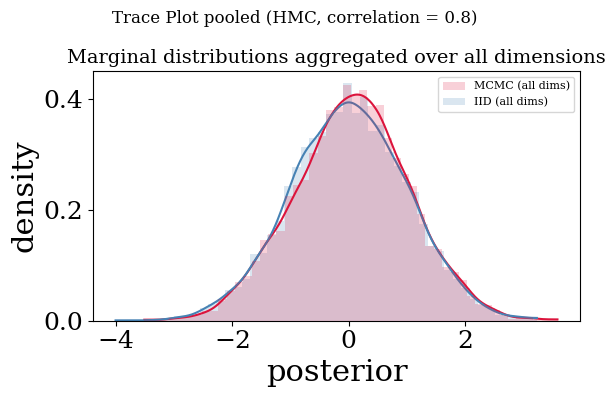 Trace Plot pooled (HMC, correlation = 0.8)
Marginal distributions aggregated over all dimensions
MCMC (all dims)
IID (all dims)
density
0.4
0.2
0.0
−4
−2
0
2
posterior